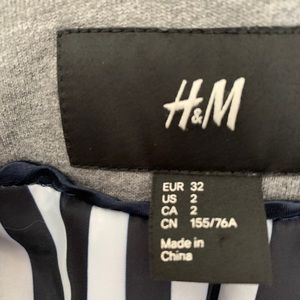 H&M
EUR 32
US 2
CA 2
CN 155/76A
Made in
China